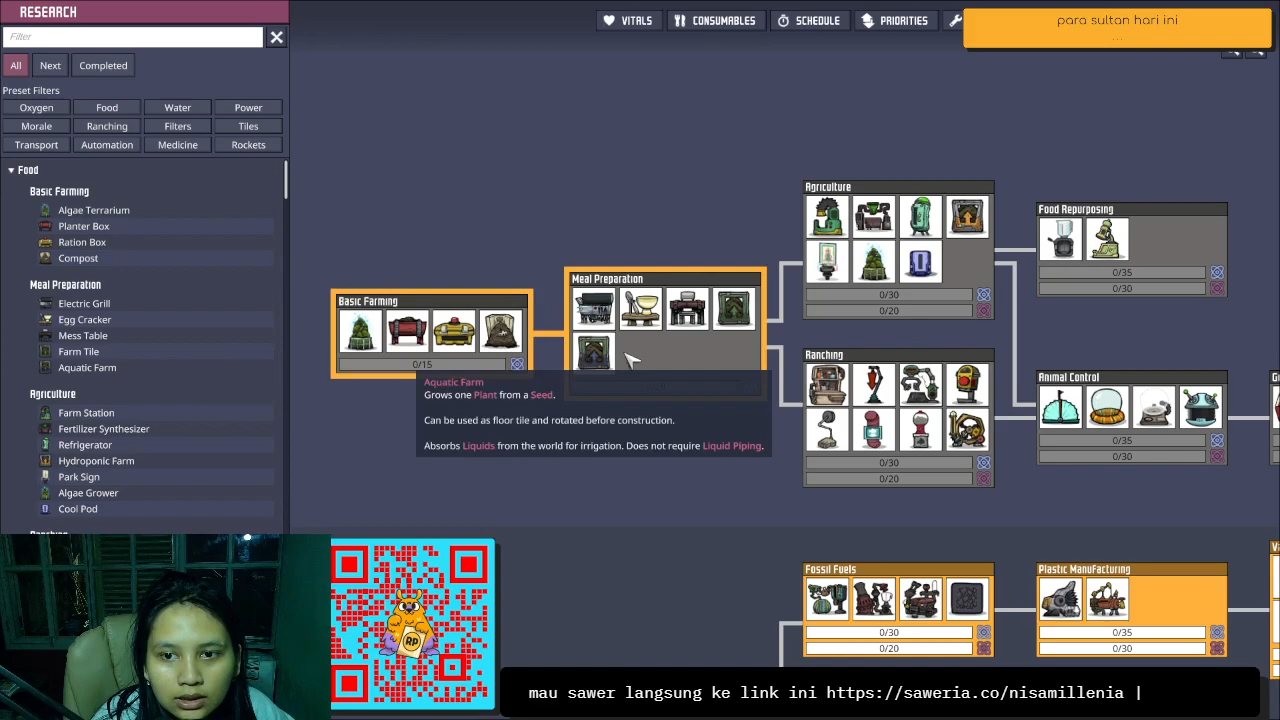 RESEARCH
VITALS
CONSUMABLES
SCHEDULE
PRIORITIES
para sultan hari ini
...
Filter
All
Next
Completed
Preset Filters
Oxygen
Food
Water
Power
Morale
Ranching
Filters
Tiles
Transport
Automation
Medicine
Rockets
Food
Basic Farming
Algae Terrarium
Planter Box
Ration Box
Compost
Meal Preparation
Electric Grill
Egg Cracker
Mess Table
Farm Tile
Aquatic Farm
Agriculture
Farm Station
Fertilizer Synthesizer
Refrigerator
Hydroponic Farm
Park Sign
Algae Grower
Cool Pod
Basic Farming
0/15
Meal Preparation
Aquatic Farm
Grows one Plant from a Seed.
Can be used as floor tile and rotated before construction.
Absorbs Liquids from the world for irrigation. Does not require Liquid Piping.
Agriculture
0/30
0/20
Food Repurposing
0/35
0/30
Ranching
0/30
0/20
Animal Control
0/35
0/30
Fossil Fuels
0/30
0/20
Plastic Manufacturing
0/35
0/30
RP
mau sawer langsung ke link ini https://saweria.co/nisamillenia |